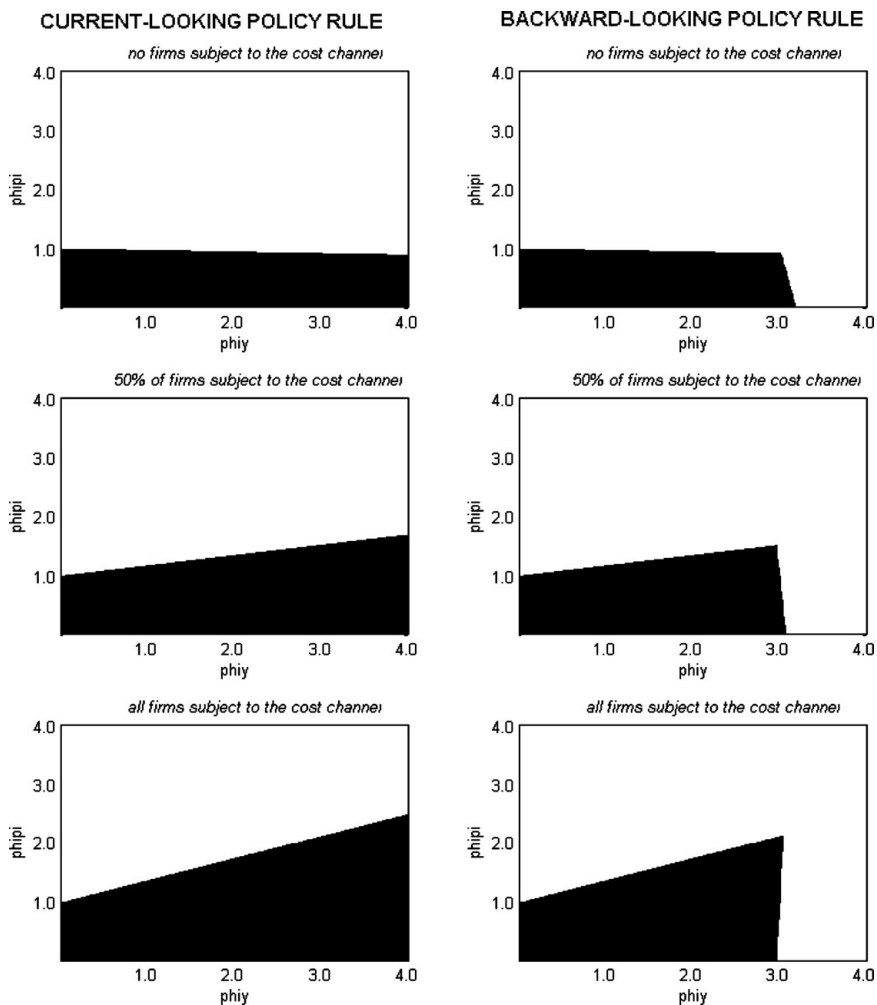 CURRENT-LOOKING POLICY RULE
no firms subject to the cost channel
4.0
3.0
2.0
1.0
phipi
1.0 2.0 3.0 4.0
phiy
50% of firms subject to the cost channel
4.0
3.0
2.0
1.0
phipi
1.0 2.0 3.0 4.0
phiy
all firms subject to the cost channel
4.0
3.0
2.0
1.0
phipi
1.0 2.0 3.0 4.0
phiy
BACKWARD-LOOKING POLICY RULE
no firms subject to the cost channel
4.0
3.0
2.0
1.0
phipi
1.0 2.0 3.0 4.0
phiy
50% of firms subject to the cost channel
4.0
3.0
2.0
1.0
phipi
1.0 2.0 3.0 4.0
phiy
all firms subject to the cost channel
4.0
3.0
2.0
1.0
phipi
1.0 2.0 3.0 4.0
phiy